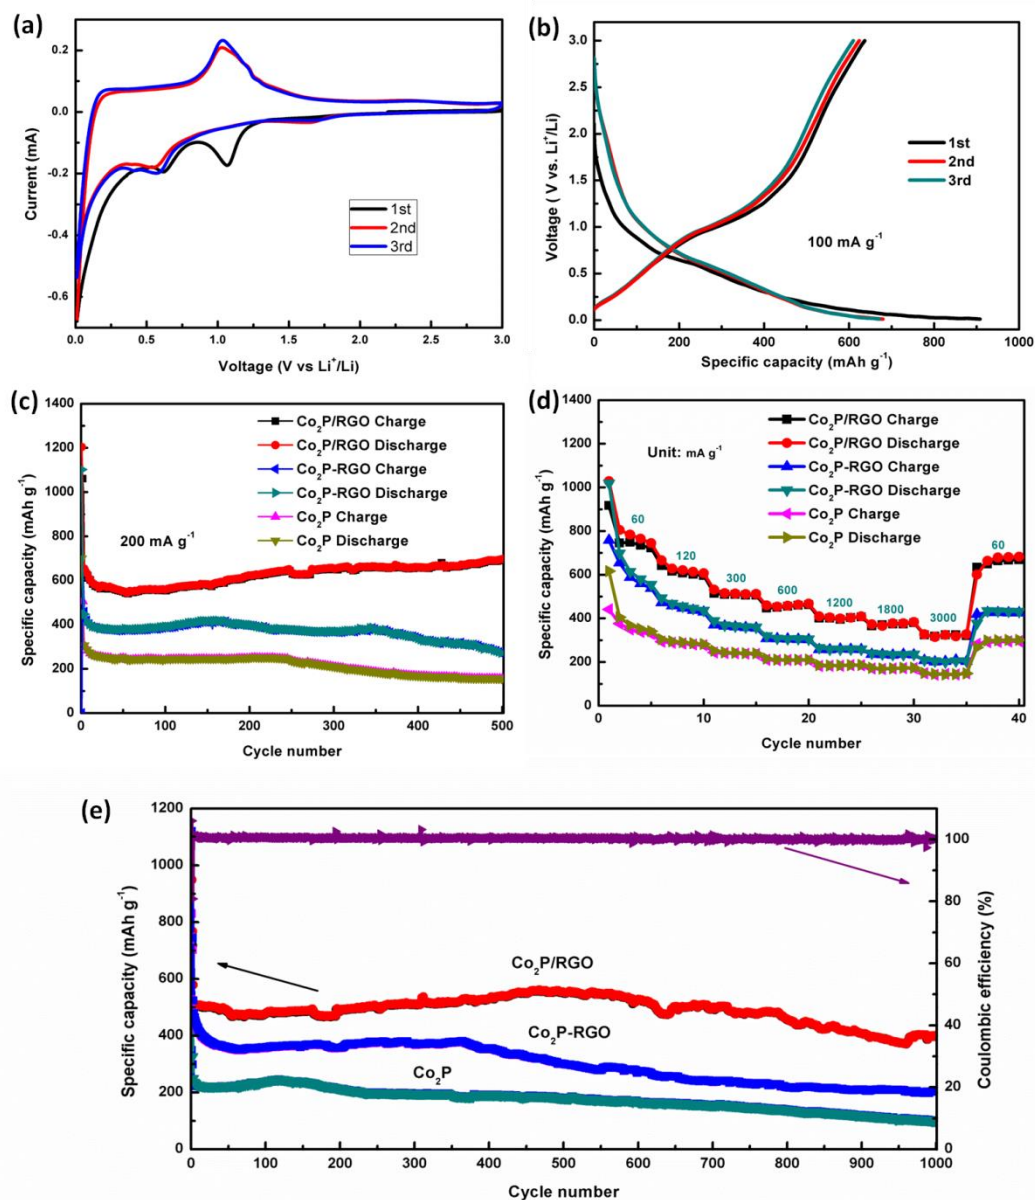 (a)
0.2
0.0
-0.2
-0.4
-0.6
Current (mA)
1st
2nd
3rd
0.0 0.5 1.0 1.5 2.0 2.5 3.0
Voltage (V vs Li⁺/Li)
(b)
3.0
2.5
2.0
1.5
1.0
0.5
0.0
Voltage ( V vs. Li⁺/Li)
1st
2nd
3rd
100 mA g⁻¹
0 200 400 600 800 1000
Specific capacity (mAh g⁻¹)
(c)
1400
1200
1000
800
600
400
200
0
Specific capacity (mAh g⁻¹)
Co₂P/RGO Charge
Co₂P/RGO Discharge
Co₂P-RGO Charge
Co₂P-RGO Discharge
Co₂P Charge
Co₂P Discharge
200 mA g⁻¹
0 100 200 300 400 500
Cycle number
(d)
1400
1200
1000
800
600
400
200
0
Specific capacity (mAh g⁻¹)
Co₂P/RGO Charge
Co₂P/RGO Discharge
Co₂P-RGO Charge
Co₂P-RGO Discharge
Co₂P Charge
Co₂P Discharge
Unit: mA g⁻¹
60
120
300
600
1200
1800
3000
60
0 10 20 30 40
Cycle number
(e)
1200
1000
800
600
400
200
0
Specific capacity (mAh g⁻¹)
Co₂P/RGO
Co₂P-RGO
Co₂P
100
80
60
40
20
0
Coulombic efficiency (%)
0 100 200 300 400 500 600 700 800 900 1000
Cycle number